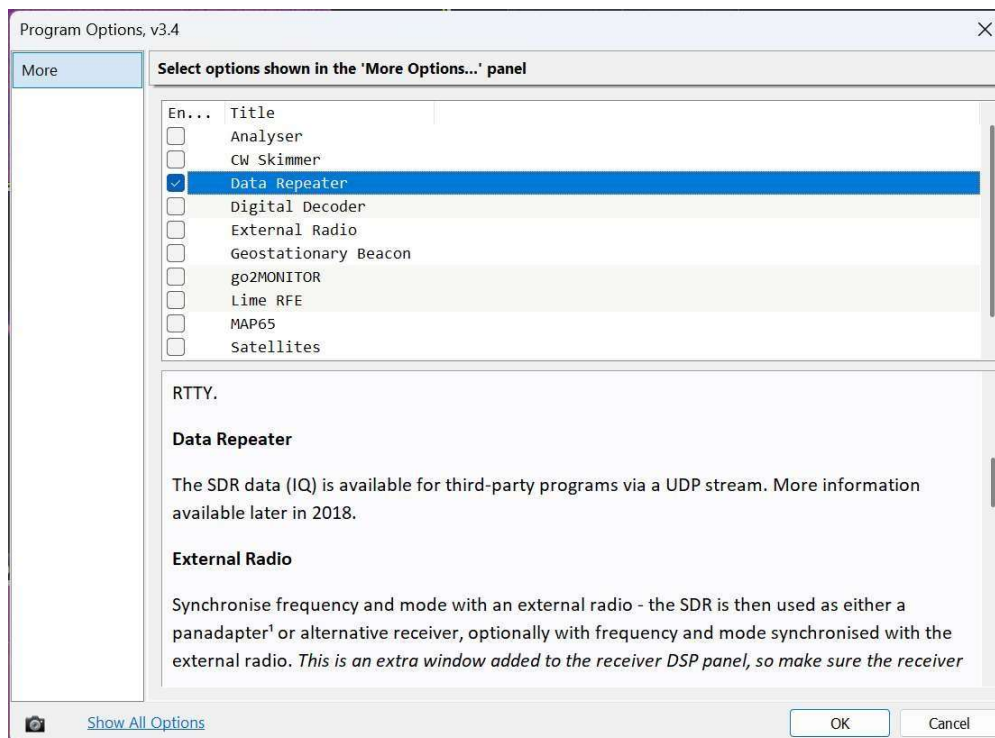 Program Options, v3.4
More
Select options shown in the 'More Options...' panel
En... Title
Analyser
CW Skimmer
Data Repeater
Digital Decoder
External Radio
Geostationary Beacon
go2MONITOR
Lime RFE
MAP65
Satellites
RTTY.
Data Repeater
The SDR data (IQ) is available for third-party programs via a UDP stream. More information
available later in 2018.
External Radio
Synchronise frequency and mode with an external radio - the SDR is then used as either a
panadapter¹ or alternative receiver, optionally with frequency and mode synchronised with the
external radio. This is an extra window added to the receiver DSP panel, so make sure the receiver
Show All Options
OK
Cancel